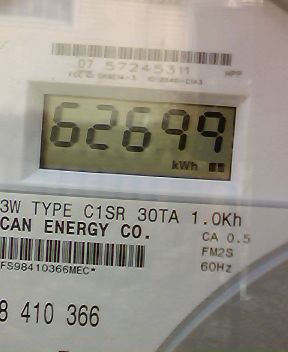 07 57245311
HPP
62699
kWh
3W TYPE C1SR 30TA 1.0Kh
CAN ENERGY CO.
CA 0.5
FM2S
60Hz
FS98410366MEC*
8 410 366